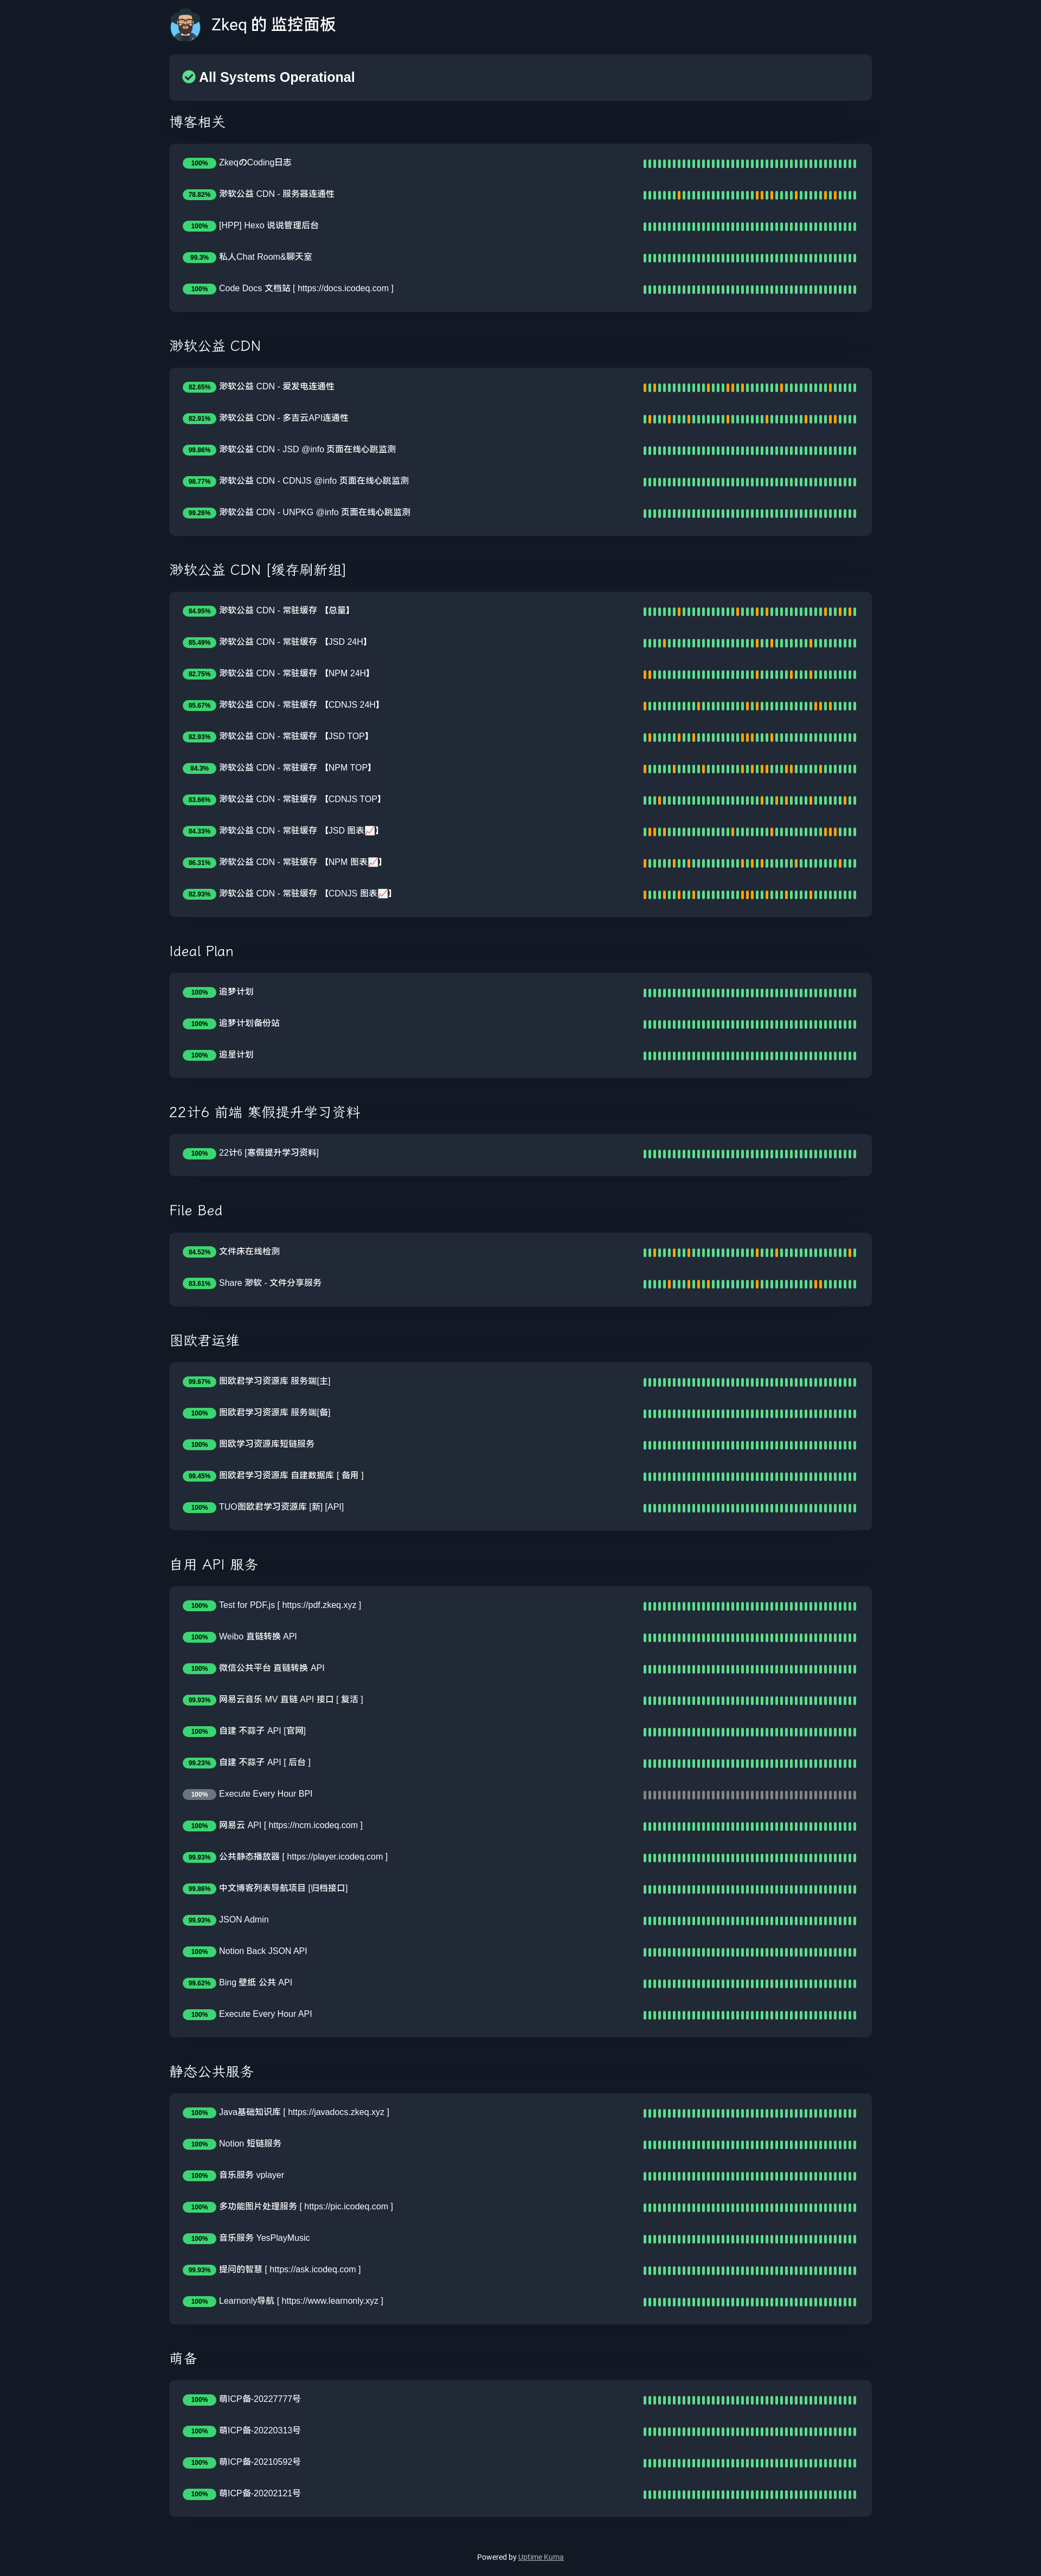 Zkeq 的 监控面板
All Systems Operational
博客相关
100% ZkeqのCoding日志
78.82% 渺软公益 CDN - 服务器连通性
100% [HPP] Hexo 说说管理后台
99.3% 私人Chat Room&聊天室
100% Code Docs 文档站 [ https://docs.icodeq.com ]
渺软公益 CDN
82.65% 渺软公益 CDN - 爱发电连通性
82.91% 渺软公益 CDN - 多吉云API连通性
99.86% 渺软公益 CDN - JSD @info 页面在线心跳监测
98.77% 渺软公益 CDN - CDNJS @info 页面在线心跳监测
99.26% 渺软公益 CDN - UNPKG @info 页面在线心跳监测
渺软公益 CDN [缓存刷新组]
84.95% 渺软公益 CDN - 常驻缓存 【总量】
85.49% 渺软公益 CDN - 常驻缓存 【JSD 24H】
82.75% 渺软公益 CDN - 常驻缓存 【NPM 24H】
85.67% 渺软公益 CDN - 常驻缓存 【CDNJS 24H】
82.93% 渺软公益 CDN - 常驻缓存 【JSD TOP】
84.3% 渺软公益 CDN - 常驻缓存 【NPM TOP】
83.66% 渺软公益 CDN - 常驻缓存 【CDNJS TOP】
84.33% 渺软公益 CDN - 常驻缓存 【JSD 图表📈】
86.31% 渺软公益 CDN - 常驻缓存 【NPM 图表📈】
82.93% 渺软公益 CDN - 常驻缓存 【CDNJS 图表📈】
Ideal Plan
100% 追梦计划
100% 追梦计划备份站
100% 追星计划
22计6 前端 寒假提升学习资料
100% 22计6 [寒假提升学习资料]
File Bed
84.52% 文件床在线检测
83.61% Share 渺软 - 文件分享服务
图欧君运维
99.67% 图欧君学习资源库 服务端[主]
100% 图欧君学习资源库 服务端[备]
100% 图欧学习资源库短链服务
99.45% 图欧君学习资源库 自建数据库 [ 备用 ]
100% TUO图欧君学习资源库 [新] [API]
自用 API 服务
100% Test for PDF.js [ https://pdf.zkeq.xyz ]
100% Weibo 直链转换 API
100% 微信公共平台 直链转换 API
99.93% 网易云音乐 MV 直链 API 接口 [ 复活 ]
100% 自建 不蒜子 API [官网]
99.23% 自建 不蒜子 API [ 后台 ]
100% Execute Every Hour BPI
100% 网易云 API [ https://ncm.icodeq.com ]
99.93% 公共静态播放器 [ https://player.icodeq.com ]
99.86% 中文博客列表导航项目 [归档接口]
99.93% JSON Admin
100% Notion Back JSON API
99.62% Bing 壁纸 公共 API
100% Execute Every Hour API
静态公共服务
100% Java基础知识库 [ https://javadocs.zkeq.xyz ]
100% Notion 短链服务
100% 音乐服务 vplayer
100% 多功能图片处理服务 [ https://pic.icodeq.com ]
100% 音乐服务 YesPlayMusic
99.93% 提问的智慧 [ https://ask.icodeq.com ]
100% Learnonly导航 [ https://www.learnonly.xyz ]
萌备
100% 萌ICP备-20227777号
100% 萌ICP备-20220313号
100% 萌ICP备-20210592号
100% 萌ICP备-20202121号
Powered by Uptime Kuma